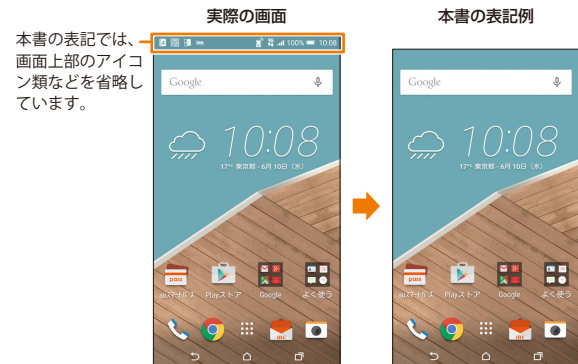 実際の画面
本書の表記例
本書の表記では、
画面上部のアイコ
ン類などを省略し
ています。
100% 10:08
Google
10:08
17°C 東京都 - 6月 10日 (水)
pass
auスマートパス Playストア Google よく使う
au
Google
10:08
17°C 東京都 - 6月 10日 (水)
pass
auスマートパス Playストア Google よく使う
au